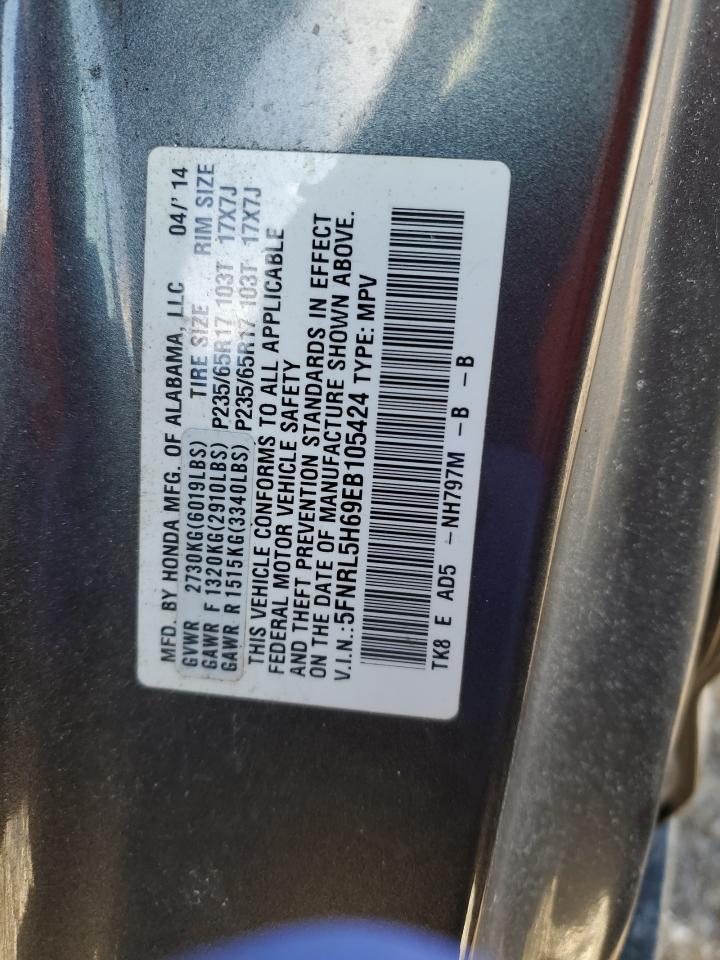 MFD. BY HONDA MFG. OF ALABAMA, LLC 04/' 14
GVWR 2730KG(6019LBS) TIRE SIZE RIM SIZE
GAWR F 1320KG(2910LBS) P235/65R17 103T 17X7J
GAWR R 1515KG(3340LBS) P235/65R17 103T 17X7J
THIS VEHICLE CONFORMS TO ALL APPLICABLE
FEDERAL MOTOR VEHICLE SAFETY
AND THEFT PREVENTION STANDARDS IN EFFECT
ON THE DATE OF MANUFACTURE SHOWN ABOVE.
V.I.N.:5FNRL5H69EB105424 TYPE: MPV
TK8 E AD5 -NH797M -B -B